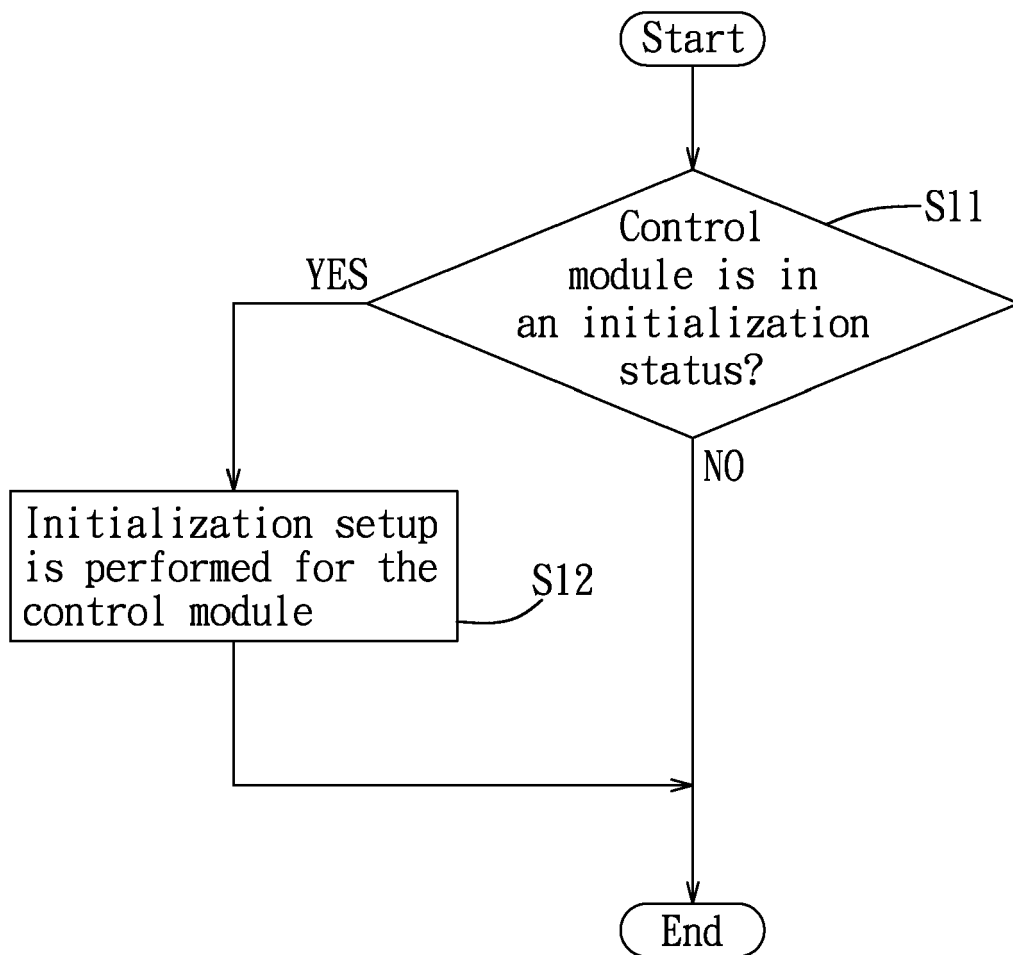 Start
S11
Control
module is in
an initialization
status?
YES
NO
Initialization setup
is performed for the
control module
S12
End